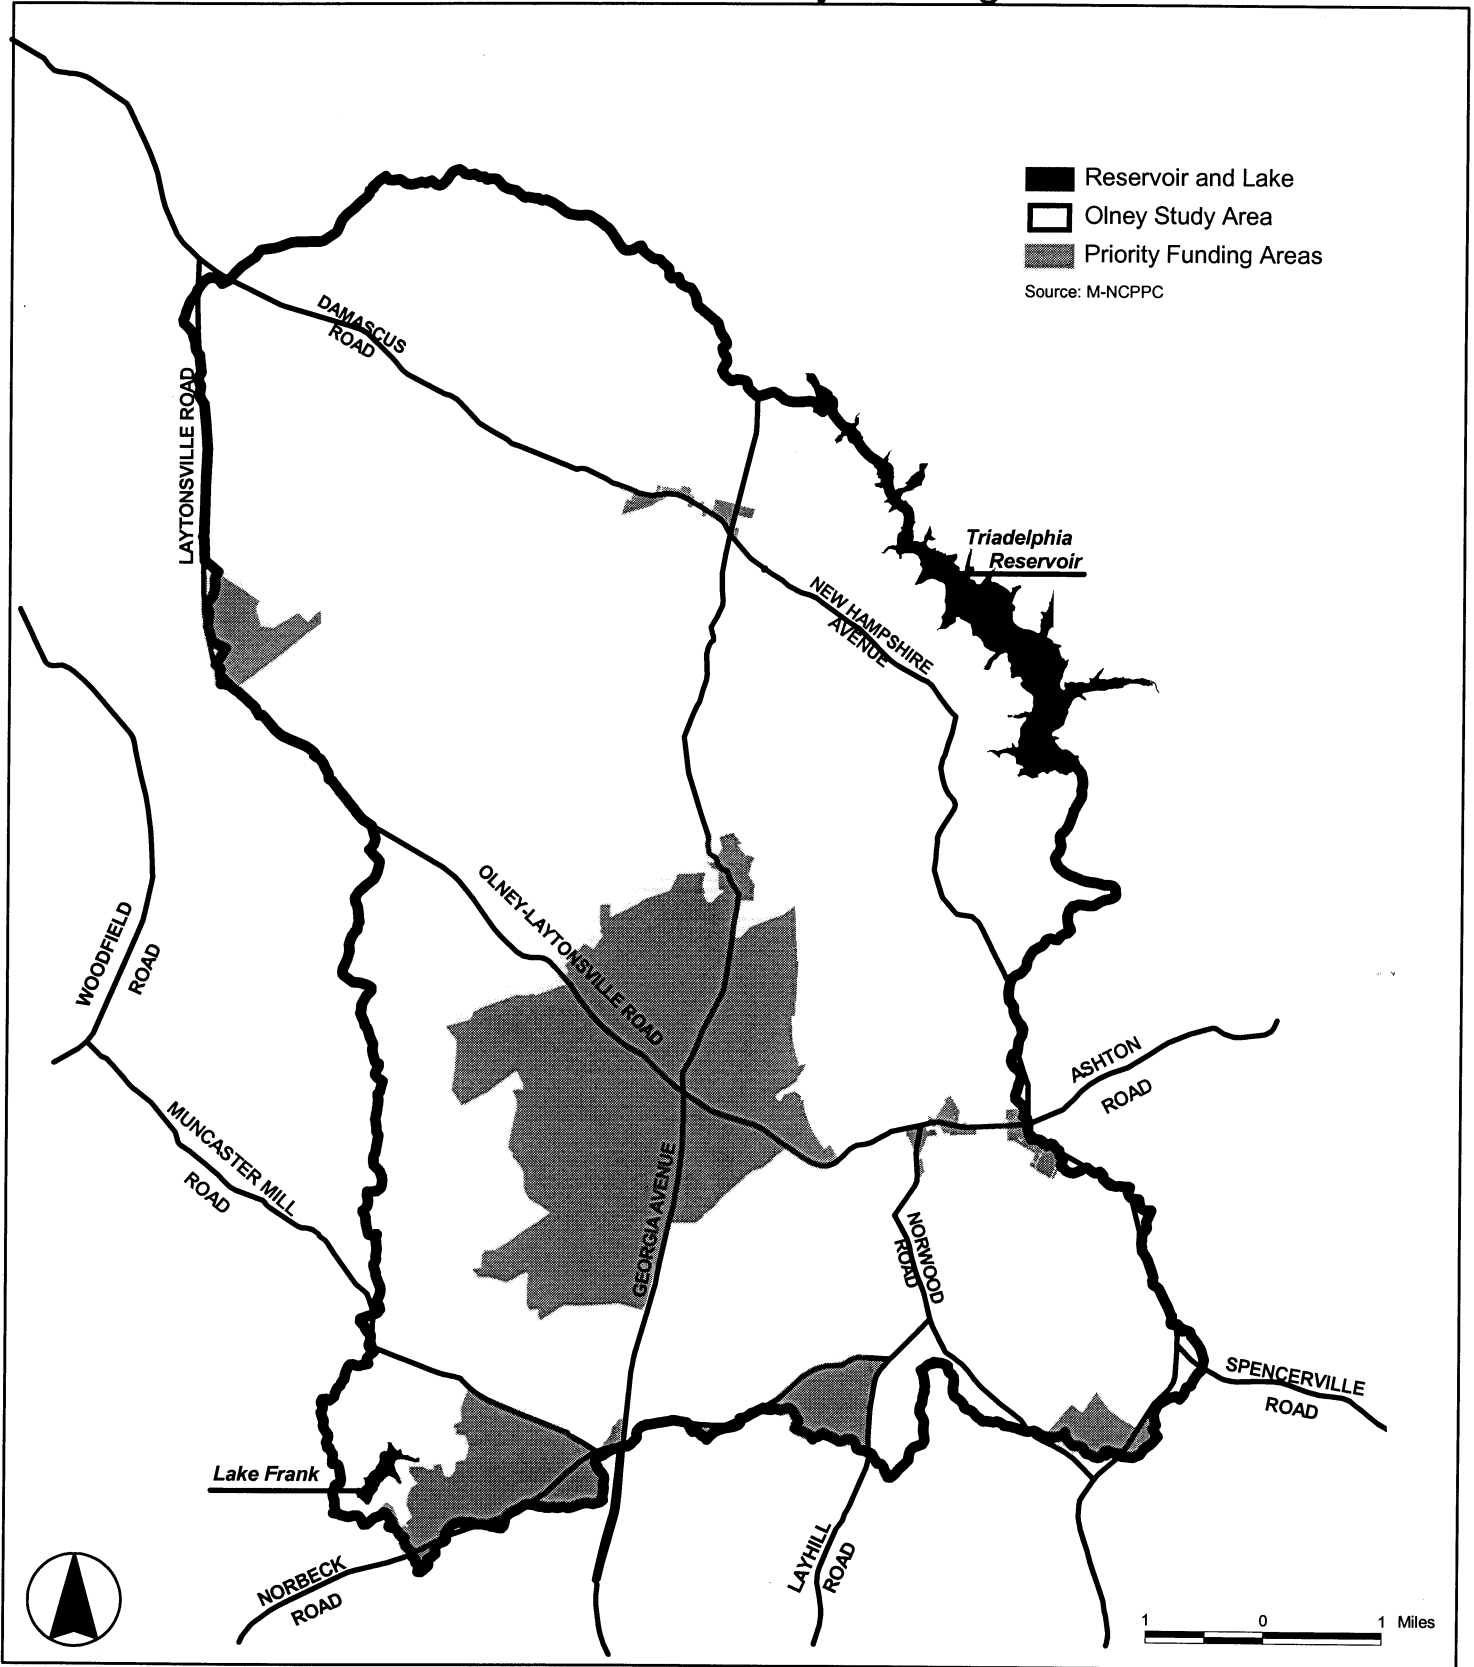 Reservoir and Lake
Olney Study Area
Priority Funding Areas
Source: M-NCPPC
DAMASCUS
ROAD
LAYTONSVILLE ROAD
Triadelphia
Reservoir
NEW HAMPSHIRE
AVENUE
OLNEY-LAYTONSVILLE ROAD
WOODFIELD
ROAD
ASHTON
ROAD
MUNCASTER MILL
ROAD
GEORGIA AVENUE
NORWOOD
ROAD
SPENCERVILLE
ROAD
Lake Frank
LAYHILL
ROAD
NORBECK
ROAD
1 0 1 Miles